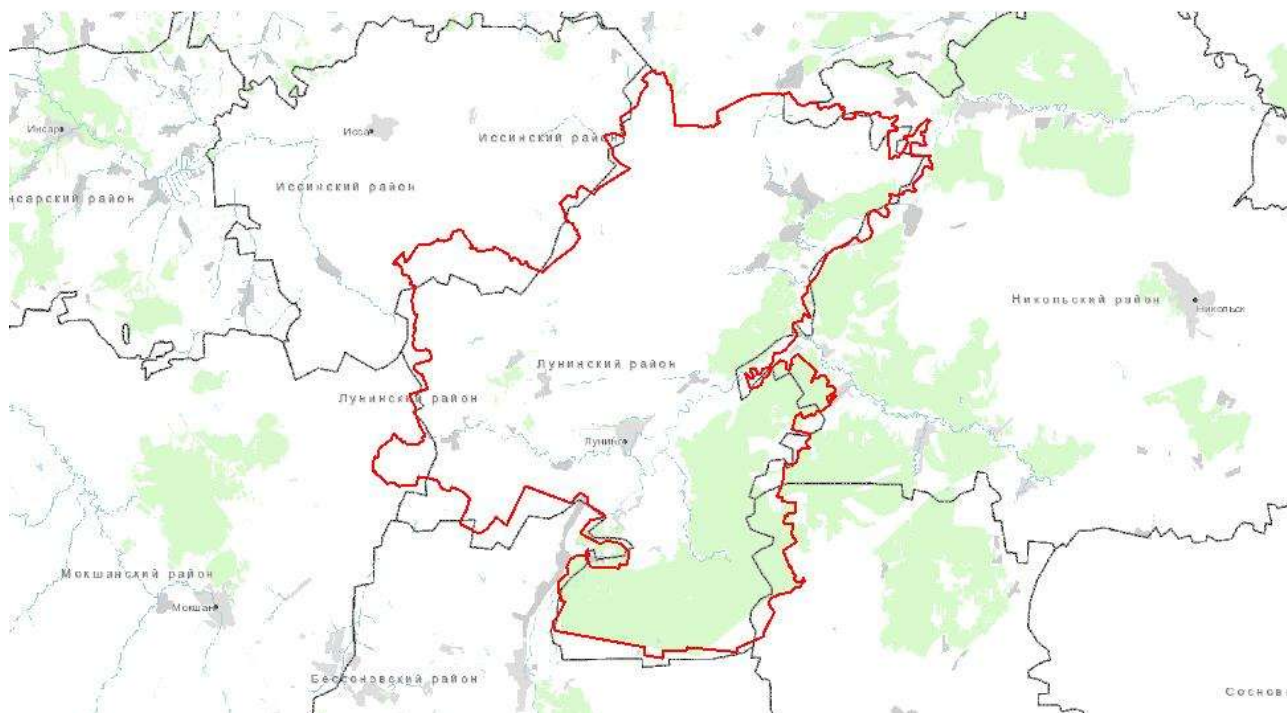 Инсар
Исса
Иссинский район
Иссинский район
нсарский район
Никольский район
Никольск
Лунинский район
Лунинский район
Лунино
Мокшанский район
Мокшан
Бессоновский район
Соснов